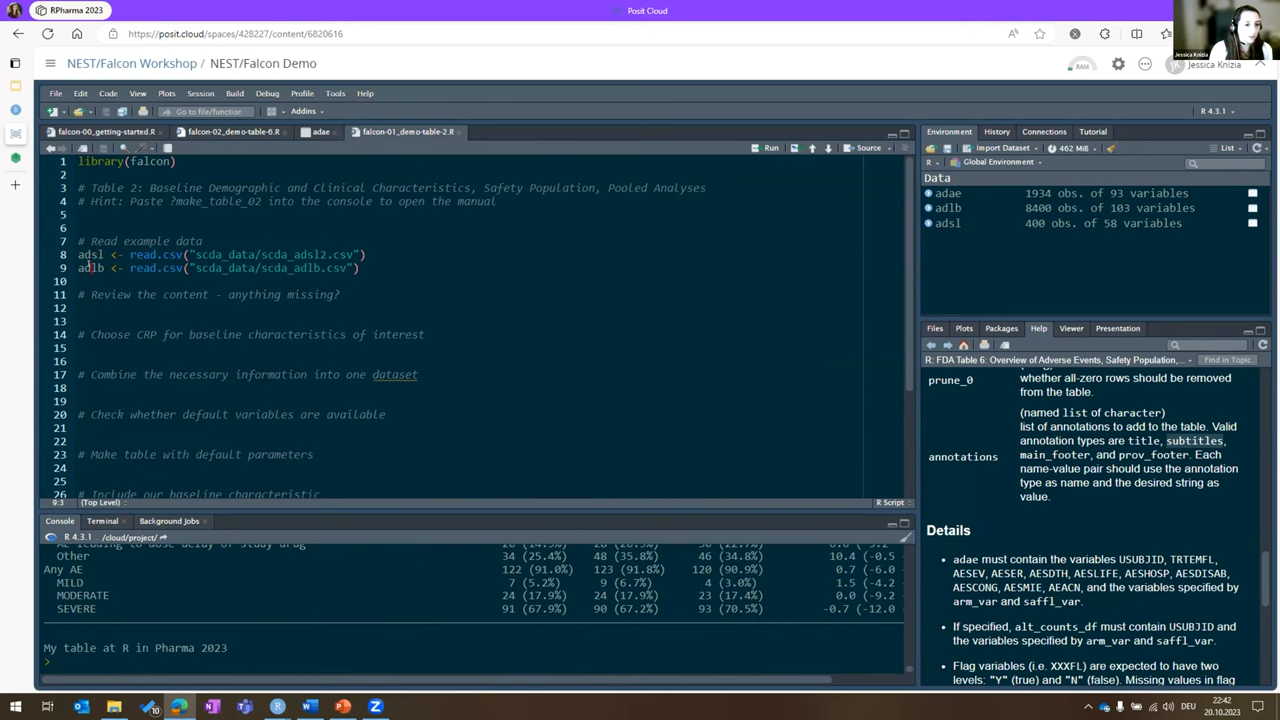 RPharma 2023
Posit Cloud
https://posit.cloud/spaces/428227/content/6820616
Jessica Knizia
NEST/Falcon Workshop / NEST/Falcon Demo
RAM
Jessica Knizia
File Edit Code View Plots Session Build Debug Profile Tools Help
Go to file/function
Addins
R 4.3.1
falcon-00_getting-started.R
falcon-02_demo-table-6.R
adae
falcon-01_demo-table-2.R
Run
Source
1 library(falcon)
2
3 # Table 2: Baseline Demographic and Clinical Characteristics, Safety Population, Pooled Analyses
4 # Hint: Paste ?make_table_02 into the console to open the manual
5
6
7 # Read example data
8 adsl <- read.csv("scda_data/scda_adsl2.csv")
9 adlb <- read.csv("scda_data/scda_adlb.csv")
10
11 # Review the content - anything missing?
12
13
14 # Choose CRP for baseline characteristics of interest
15
16
17 # Combine the necessary information into one dataset
18
19
20 # Check whether default variables are available
21
22
23 # Make table with default parameters
24
25
26 # Include our baseline characteristic
9:3 (Top Level)
R Script
Console Terminal Background Jobs
R 4.3.1 · /cloud/project/
Other 34 (25.4%) 48 (35.8%) 46 (34.8%) 10.4 (-0.5
Any AE 122 (91.0%) 123 (91.8%) 120 (90.9%) 0.7 (-6.0
MILD 7 (5.2%) 9 (6.7%) 4 (3.0%) 1.5 (-4.2
MODERATE 24 (17.9%) 24 (17.9%) 23 (17.4%) 0.0 (-9.2
SEVERE 91 (67.9%) 90 (67.2%) 93 (70.5%) -0.7 (-12.0
My table at R in Pharma 2023
>
Environment History Connections Tutorial
Import Dataset 462 MiB List
R Global Environment
Data
adae 1934 obs. of 93 variables
adlb 8400 obs. of 103 variables
adsl 400 obs. of 58 variables
Files Plots Packages Help Viewer Presentation
R: FDA Table 6: Overview of Adverse Events, Safety Population,...
Find in Topic
prune_0
whether all-zero rows should be removed
from the table.
annotations
(named list of character)
list of annotations to add to the table. Valid
annotation types are title, subtitles,
main_footer, and prov_footer. Each
name-value pair should use the annotation
type as name and the desired string as
value.
Details
• adae must contain the variables USUBJID, TRTEMFL,
AESEV, AESER, AESDTH, AESLIFE, AESHOSP, AESDISAB,
AESCONG, AESMIE, AEACN, and the variables specified by
arm_var and saffl_var.
• If specified, alt_counts_df must contain USUBJID and
the variables specified by arm_var and saffl_var.
• Flag variables (i.e. XXXFL) are expected to have two
levels: "Y" (true) and "N" (false). Missing values in flag
10
DEU
22:42
20.10.2023